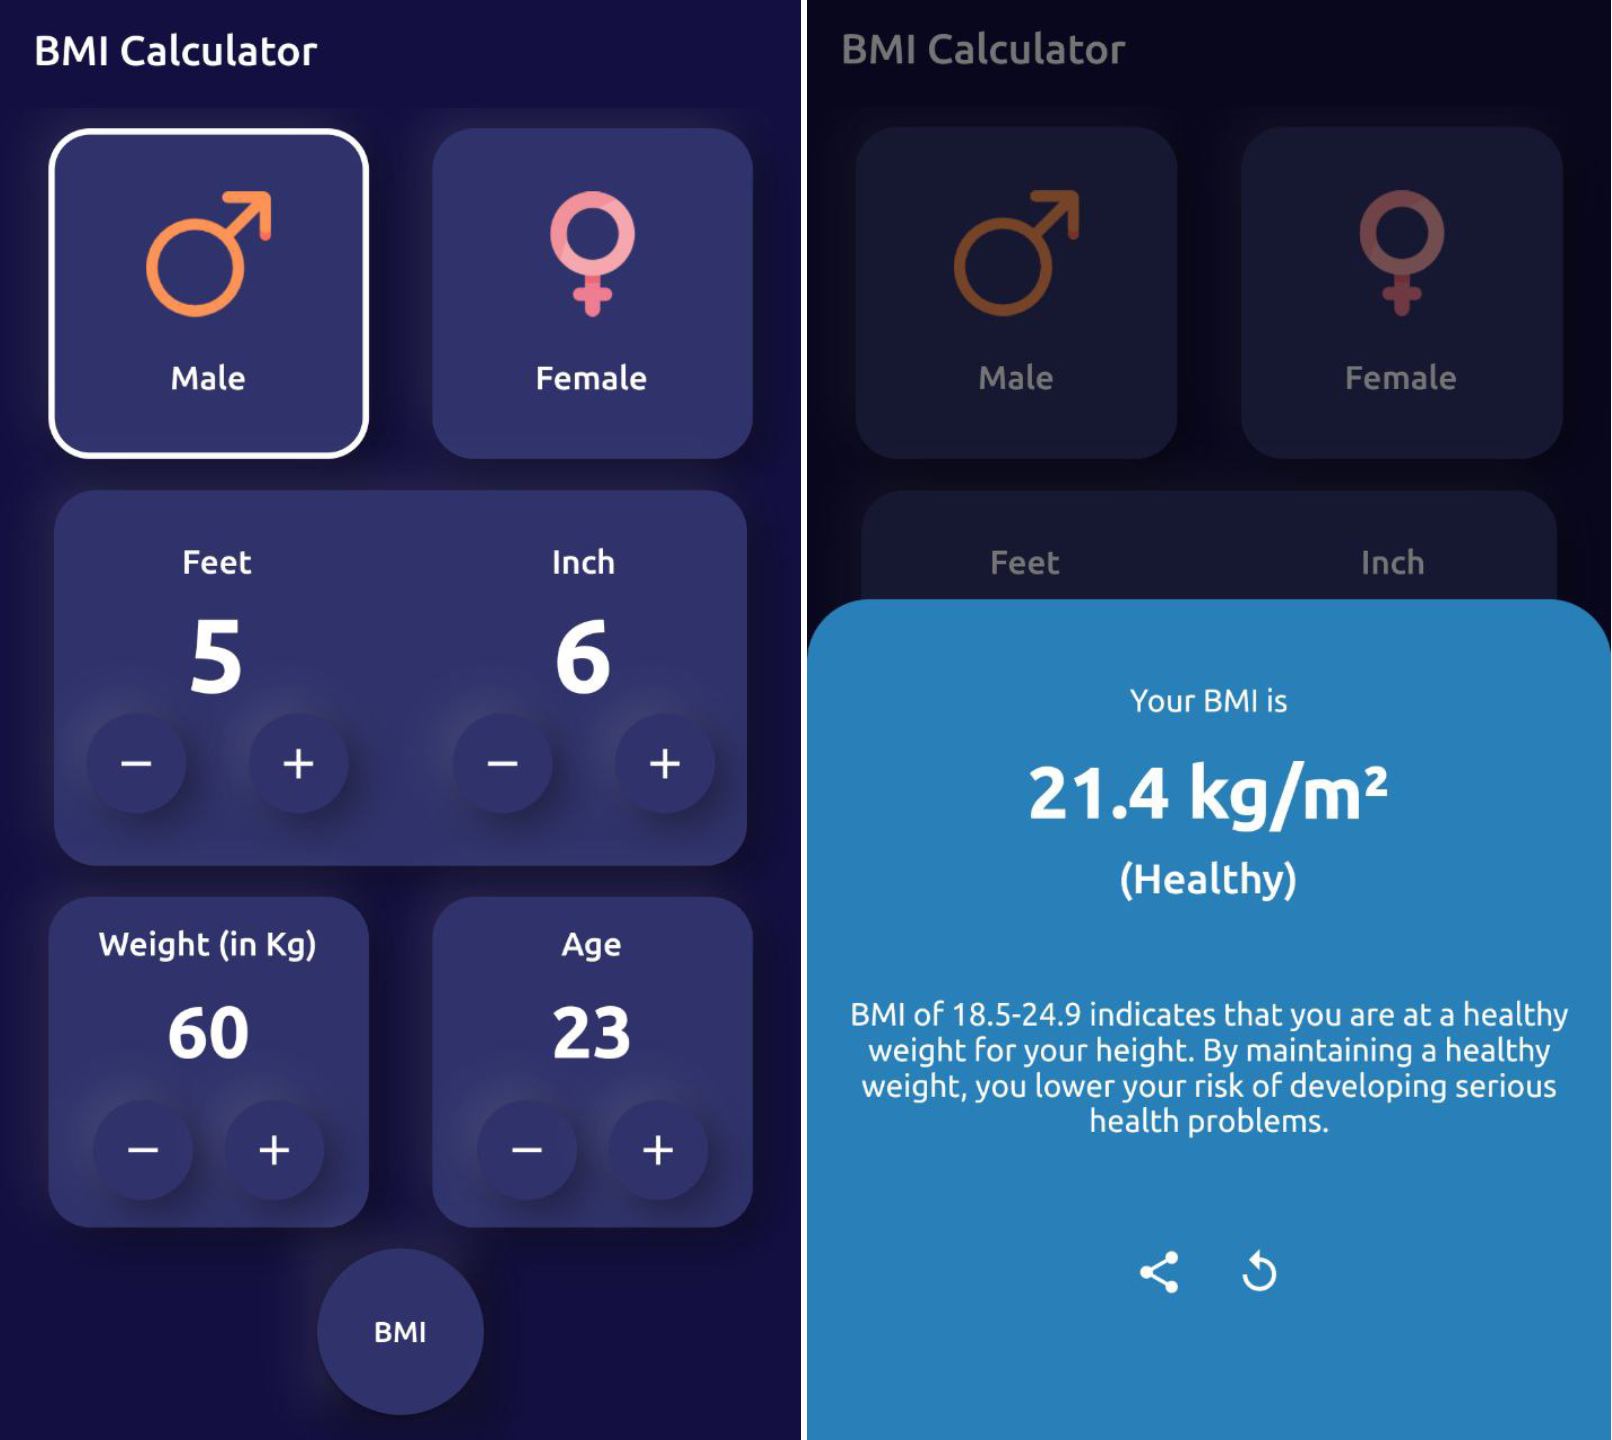 BMI Calculator
Male
Female
Feet
Inch
5
6
− + − +
Weight (in Kg)
Age
60
23
− + − +
BMI
BMI Calculator
Male
Female
Feet
Inch
Your BMI is
21.4 kg/m²
(Healthy)
BMI of 18.5-24.9 indicates that you are at a healthy
weight for your height. By maintaining a healthy
weight, you lower your risk of developing serious
health problems.